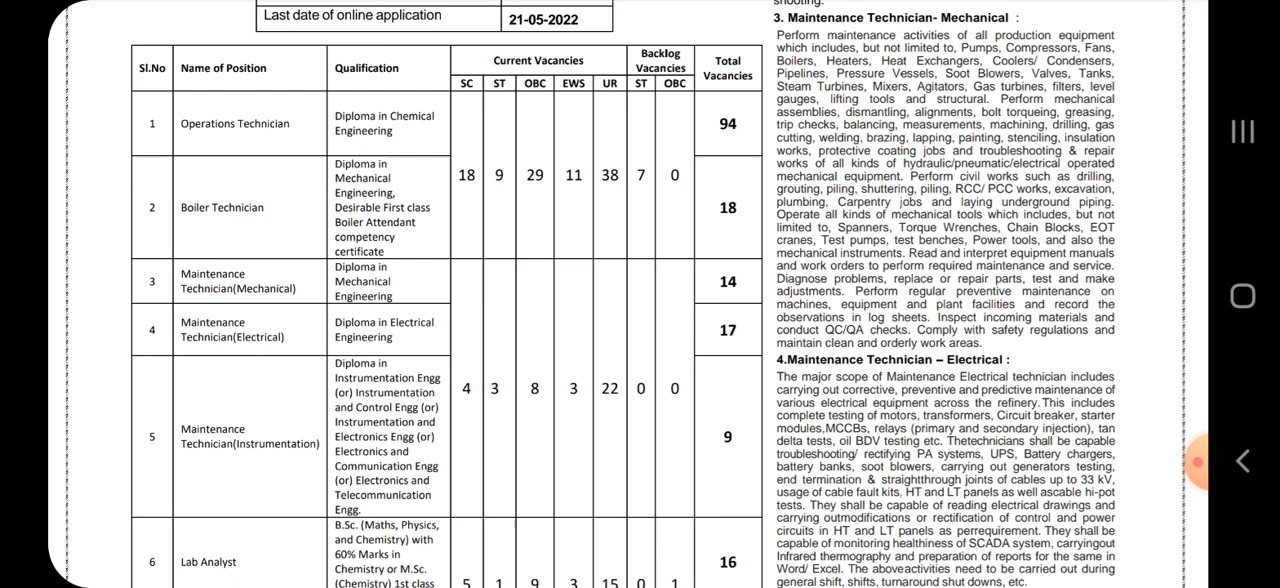 Last date of online application 21-05-2022
Sl.No Name of Position Qualification Current Vacancies Backlog Vacancies Total Vacancies
SC ST OBC EWS UR ST OBC
1 Operations Technician Diploma in Chemical Engineering 94
18 9 29 11 38 7 0
2 Boiler Technician Diploma in Mechanical Engineering, Desirable First class Boiler Attendant competency certificate 18
3 Maintenance Technician(Mechanical) Diploma in Mechanical Engineering 14
4 Maintenance Technician(Electrical) Diploma in Electrical Engineering 17
4 3 8 3 22 0 0
5 Maintenance Technician(Instrumentation) Diploma in Instrumentation Engg (or) Instrumentation and Control Engg (or) Instrumentation and Electronics Engg (or) Electronics and Communication Engg (or) Electronics and Telecommunication Engg. 9
6 Lab Analyst B.Sc. (Maths, Physics, and Chemistry) with 60% Marks in Chemistry or M.Sc. (Chemistry) 1st class 16
5 1 9 3 15 0 1
shooting.
3. Maintenance Technician- Mechanical :
Perform maintenance activities of all production equipment
which includes, but not limited to, Pumps, Compressors, Fans,
Boilers, Heaters, Heat Exchangers, Coolers/ Condensers,
Pipelines, Pressure Vessels, Soot Blowers, Valves, Tanks,
Steam Turbines, Mixers, Agitators, Gas turbines, filters, level
gauges, lifting tools and structural. Perform mechanical
assemblies, dismantling, alignments, bolt torqueing, greasing,
trip checks, balancing, measurements, machining, drilling, gas
cutting, welding, brazing, lapping, painting, stenciling, insulation
works, protective coating jobs and troubleshooting & repair
works of all kinds of hydraulic/pneumatic/electrical operated
mechanical equipment. Perform civil works such as drilling,
grouting, piling, shuttering, piling, RCC/ PCC works, excavation,
plumbing, Carpentry jobs and laying underground piping.
Operate all kinds of mechanical tools which includes, but not
limited to, Spanners, Torque Wrenches, Chain Blocks, EOT
cranes, Test pumps, test benches, Power tools, and also the
mechanical instruments. Read and interpret equipment manuals
and work orders to perform required maintenance and service.
Diagnose problems, replace or repair parts, test and make
adjustments. Perform regular preventive maintenance on
machines, equipment and plant facilities and record the
observations in log sheets. Inspect incoming materials and
conduct QC/QA checks. Comply with safety regulations and
maintain clean and orderly work areas.
4.Maintenance Technician – Electrical :
The major scope of Maintenance Electrical technician includes
carrying out corrective, preventive and predictive maintenance of
various electrical equipment across the refinery. This includes
complete testing of motors, transformers, Circuit breaker, starter
modules,MCCBs, relays (primary and secondary injection), tan
delta tests, oil BDV testing etc. Thetechnicians shall be capable
troubleshooting/ rectifying PA systems, UPS, Battery chargers,
battery banks, soot blowers, carrying out generators testing,
end termination & straightthrough joints of cables up to 33 kV,
usage of cable fault kits, HT and LT panels as well ascable hi-pot
tests. They shall be capable of reading electrical drawings and
carrying outmodifications or rectification of control and power
circuits in HT and LT panels as perrequirement. They shall be
capable of monitoring healthiness of SCADA system, carryingout
Infrared thermography and preparation of reports for the same in
Word/ Excel. The aboveactivities need to be carried out during
general shift, shifts, turnaround shut downs, etc.